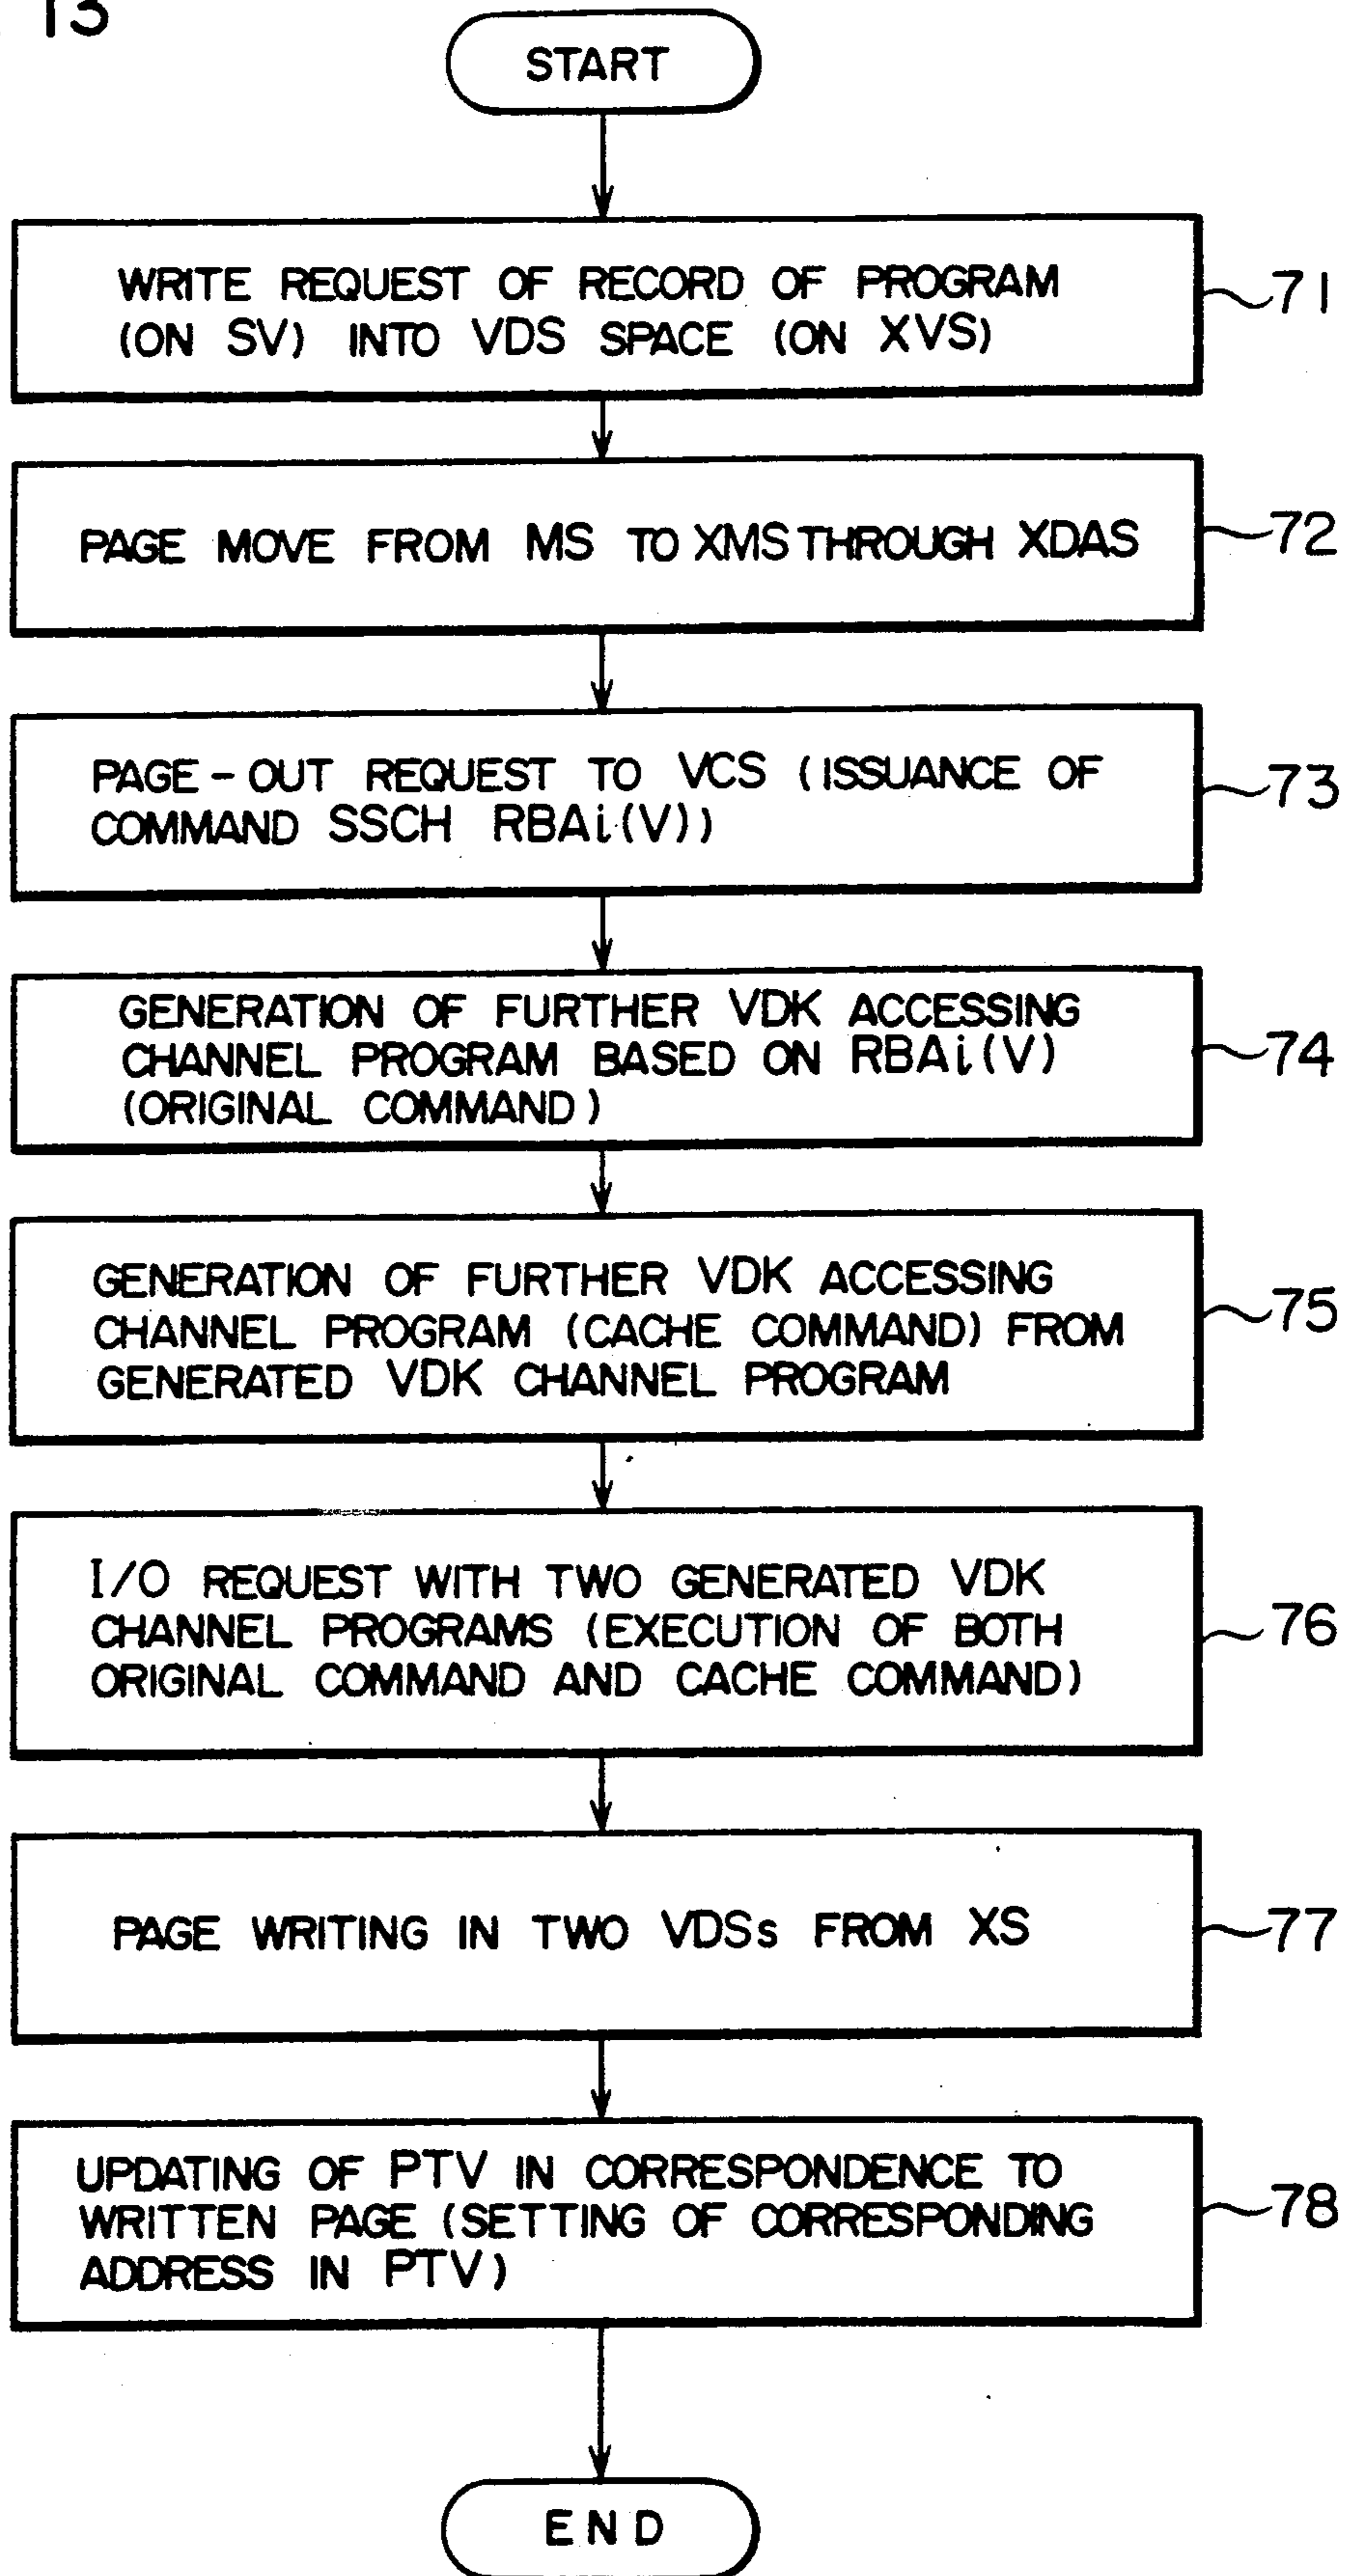 13
START
WRITE REQUEST OF RECORD OF PROGRAM
(ON SV) INTO VDS SPACE (ON XVS)
71
PAGE MOVE FROM MS TO XMS THROUGH XDAS
72
PAGE-OUT REQUEST TO VCS (ISSUANCE OF
COMMAND SSCH RBAi(V))
73
GENERATION OF FURTHER VDK ACCESSING
CHANNEL PROGRAM BASED ON RBAi(V)
(ORIGINAL COMMAND)
74
GENERATION OF FURTHER VDK ACCESSING
CHANNEL PROGRAM (CACHE COMMAND) FROM
GENERATED VDK CHANNEL PROGRAM
75
I/O REQUEST WITH TWO GENERATED VDK
CHANNEL PROGRAMS (EXECUTION OF BOTH
ORIGINAL COMMAND AND CACHE COMMAND)
76
PAGE WRITING IN TWO VDSs FROM XS
77
UPDATING OF PTV IN CORRESPONDENCE TO
WRITTEN PAGE (SETTING OF CORRESPONDING
ADDRESS IN PTV)
78
END